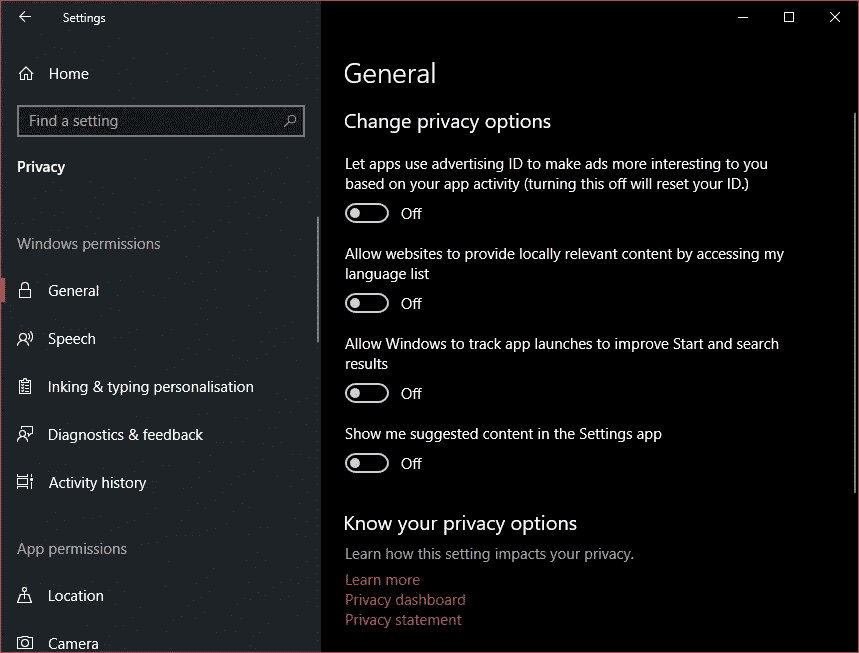 Settings
Home
Find a setting
Privacy
Windows permissions
General
Speech
Inking & typing personalisation
Diagnostics & feedback
Activity history
App permissions
Location
Camera
General
Change privacy options
Let apps use advertising ID to make ads more interesting to you
based on your app activity (turning this off will reset your ID.)
Off
Allow websites to provide locally relevant content by accessing my
language list
Off
Allow Windows to track app launches to improve Start and search
results
Off
Show me suggested content in the Settings app
Off
Know your privacy options
Learn how this setting impacts your privacy.
Learn more
Privacy dashboard
Privacy statement